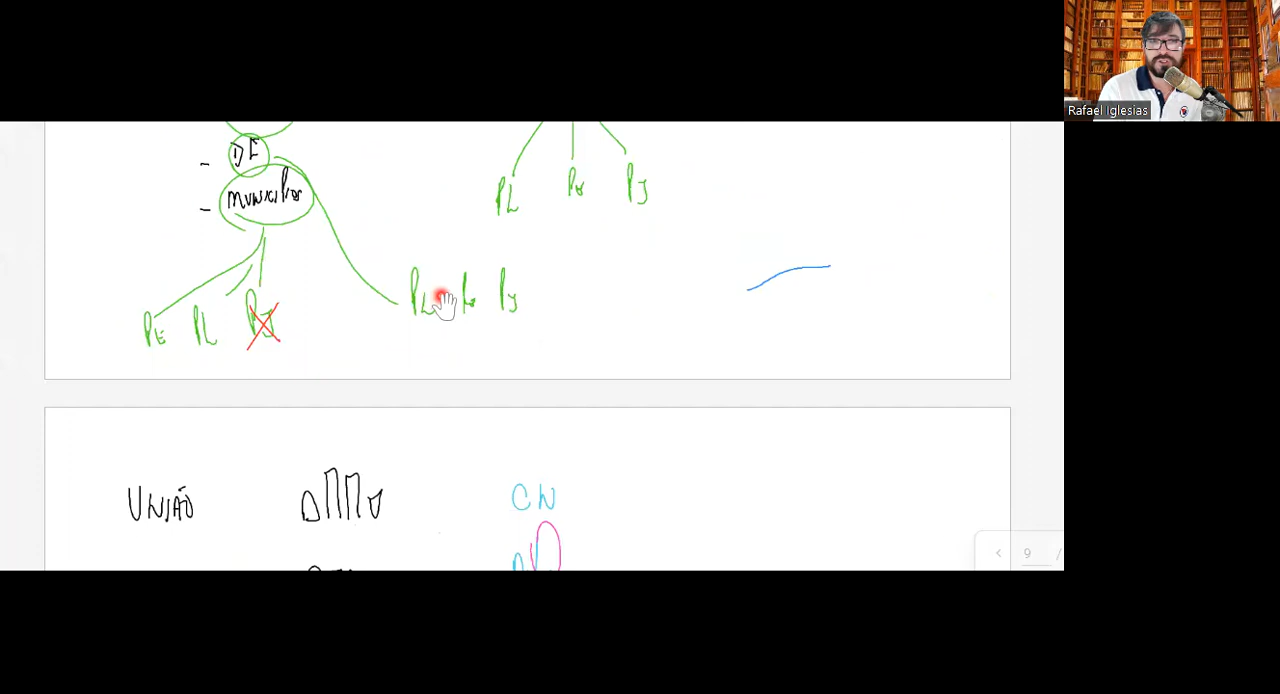 Rafael Iglesias
- DF
- MUNICÍPIOS
PL PE PJ
PL PE PJ
PE PL PJ
UNIÃO CN
9 /